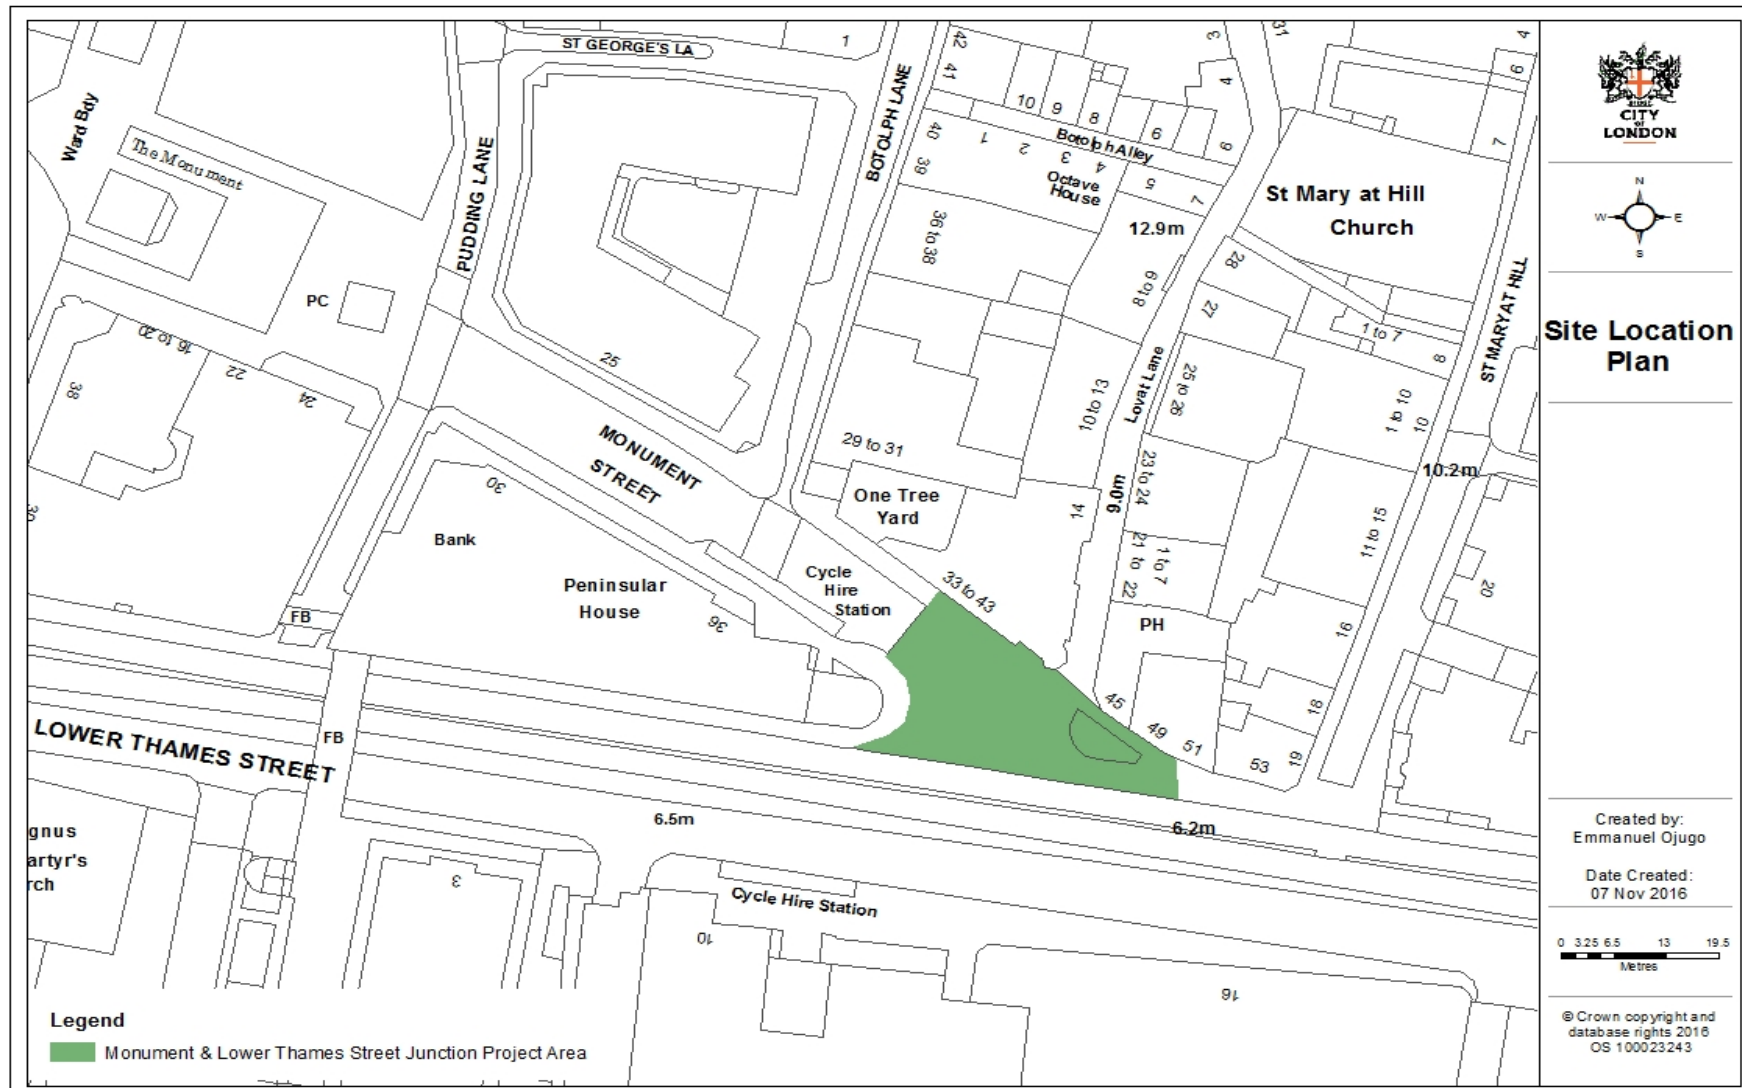 ST GEORGE'S LA
1
42
41
3
31
4
4
6
7
Ward Bdy
The Monument
PUDDING LANE
BOTOLPH LANE
40
39
10
9
8
6
9
Botolph Alley
1
2
3
4
5
7
Octave
House
36 to 38
12.9m
St Mary at Hill
Church
ST MARY AT HILL
28
27
6 to 8
PC
16 to 20
22
24
38
25
1 to 7
8
Lovat Lane
25 to 26
10 to 13
1 to 10
10
MONUMENT
STREET
29 to 31
One Tree
Yard
23 to 24
9.0m
14
10.2m
11 to 15
30
Bank
Peninsular
House
36
Cycle
Hire
Station
33 to 43
21 to 22
1 to 7
PH
20
16
18
19
FB
FB
45
49
51
53
LOWER THAMES STREET
6.5m
6.2m
gnus
artyr's
rch
3
Cycle Hire Station
10
16
Legend
Monument & Lower Thames Street Junction Project Area
CITY
OF
LONDON
N
W
E
S
Site Location
Plan
Created by:
Emmanuel Ojugo
Date Created:
07 Nov 2016
0 3.25 6.5 13 19.5
Metres
© Crown copyright and
database rights 2016
OS 100023243